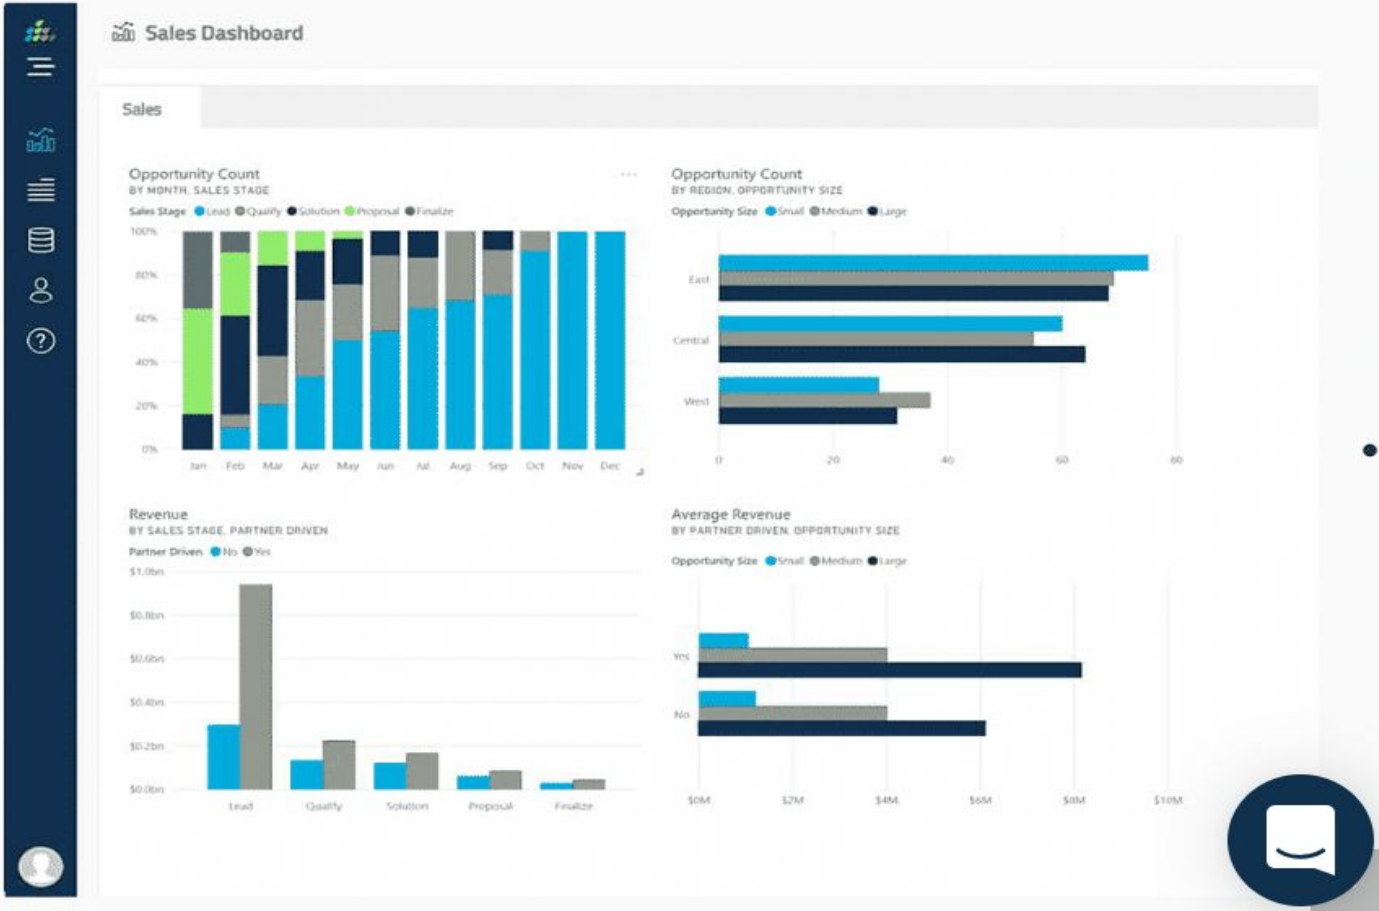 Sales Dashboard
Sales
Opportunity Count
BY MONTH, SALES STAGE
Sales Stage Lead Qualify Solution Proposal Finalize
100%
80%
60%
40%
20%
0%
Jan Feb Mar Apr May Jun Jul Aug Sep Oct Nov Dec
Opportunity Count
BY REGION, OPPORTUNITY SIZE
Opportunity Size Small Medium Large
East
Central
West
0 20 40 60 80
Revenue
BY SALES STAGE, PARTNER DRIVEN
Partner Driven No Yes
$1.0bn
$0.8bn
$0.6bn
$0.4bn
$0.2bn
$0.0bn
Lead Qualify Solution Proposal Finalize
Average Revenue
BY PARTNER DRIVEN, OPPORTUNITY SIZE
Opportunity Size Small Medium Large
Yes
No
$0M $2M $4M $6M $8M $10M
?